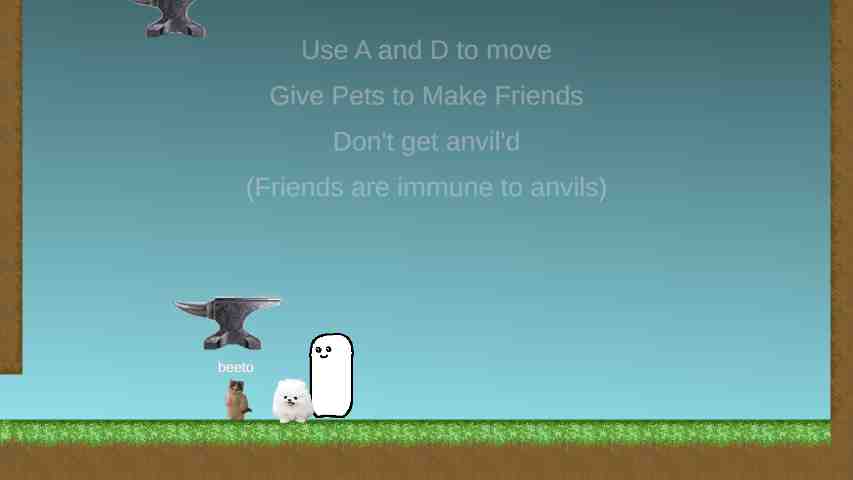 Use A and D to move
Give Pets to Make Friends
Don't get anvil'd
(Friends are immune to anvils)
beeto